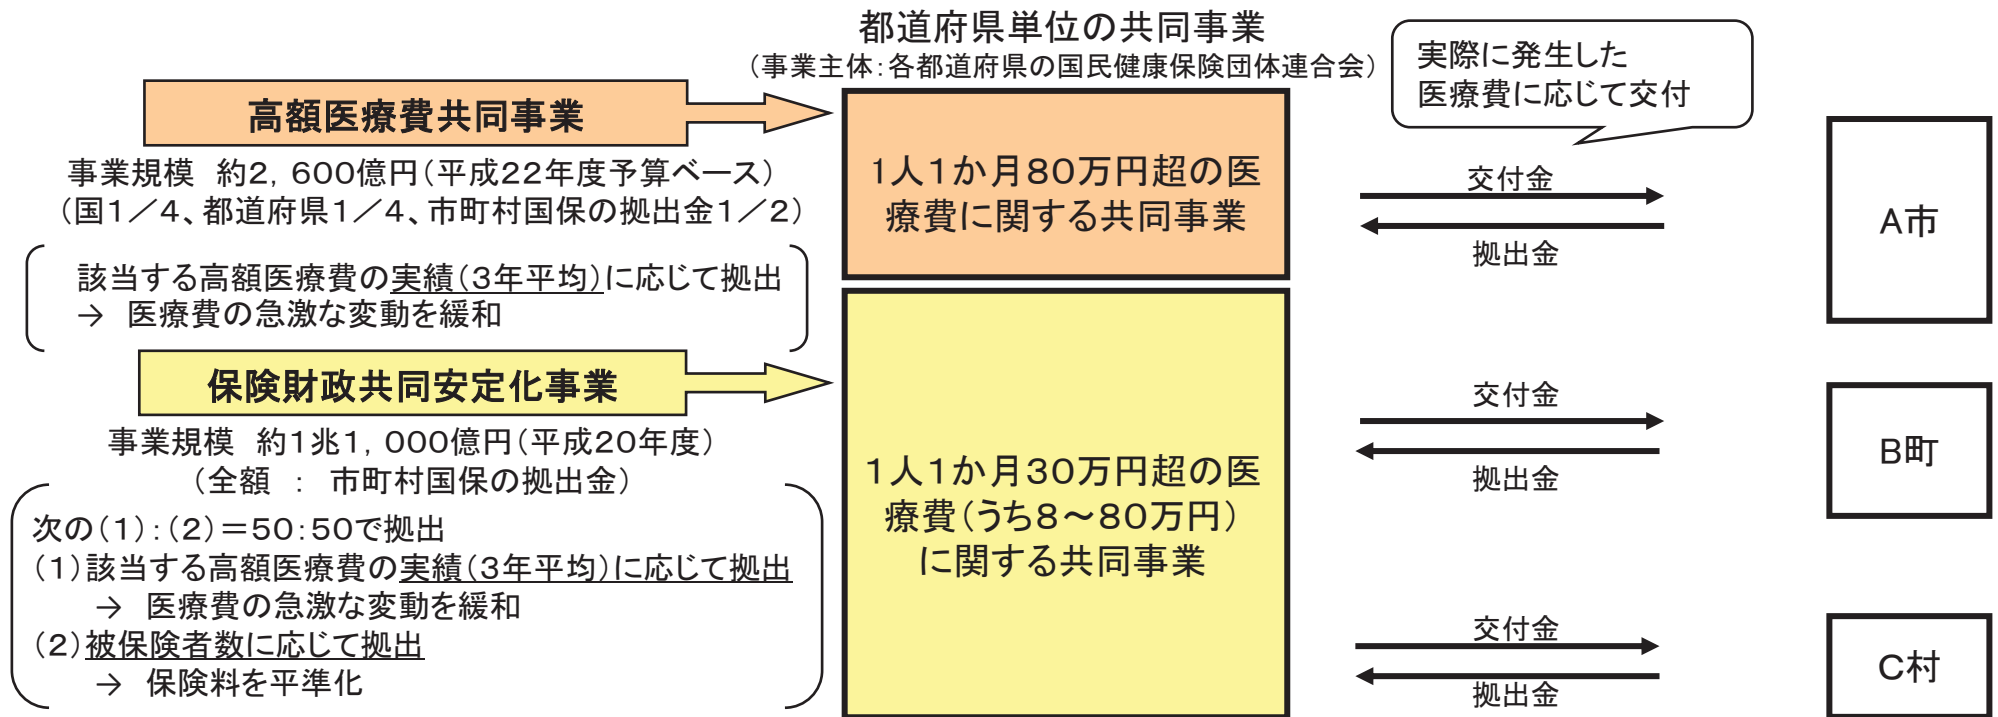 都道府県単位の共同事業
（事業主体：各都道府県の国民健康保険団体連合会）
実際に発生した
医療費に応じて交付
高額医療費共同事業
事業規模　約２，６００億円（平成２２年度予算ベース）
（国１／４、都道府県１／４、市町村国保の拠出金１／２）
該当する高額医療費の実績（３年平均）に応じて拠出
→　医療費の急激な変動を緩和
1人１か月８０万円超の医
療費に関する共同事業
交付金
拠出金
A市
保険財政共同安定化事業
事業規模　約１兆１，０００億円（平成２０年度）
（全額　：　市町村国保の拠出金）
次の（１）：（２）＝５０：５０で拠出
（１）該当する高額医療費の実績（３年平均）に応じて拠出
→　医療費の急激な変動を緩和
（２）被保険者数に応じて拠出
→　保険料を平準化
１人１か月３０万円超の医
療費（うち８～８０万円）
に関する共同事業
交付金
拠出金
B町
交付金
拠出金
C村